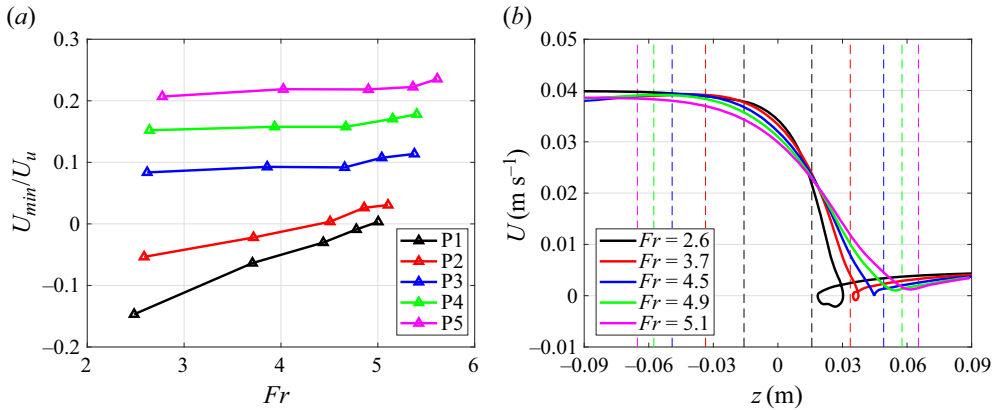 (a)
0.3
0.2
0.1
0
–0.1
–0.2
U_min/U_u
2
3
4
5
6
Fr
P1
P2
P3
P4
P5
(b)
0.05
0.04
0.03
0.02
0.01
0
–0.01
U (m s⁻¹)
–0.09
–0.06
–0.03
0
0.03
0.06
0.09
z (m)
Fr = 2.6
Fr = 3.7
Fr = 4.5
Fr = 4.9
Fr = 5.1